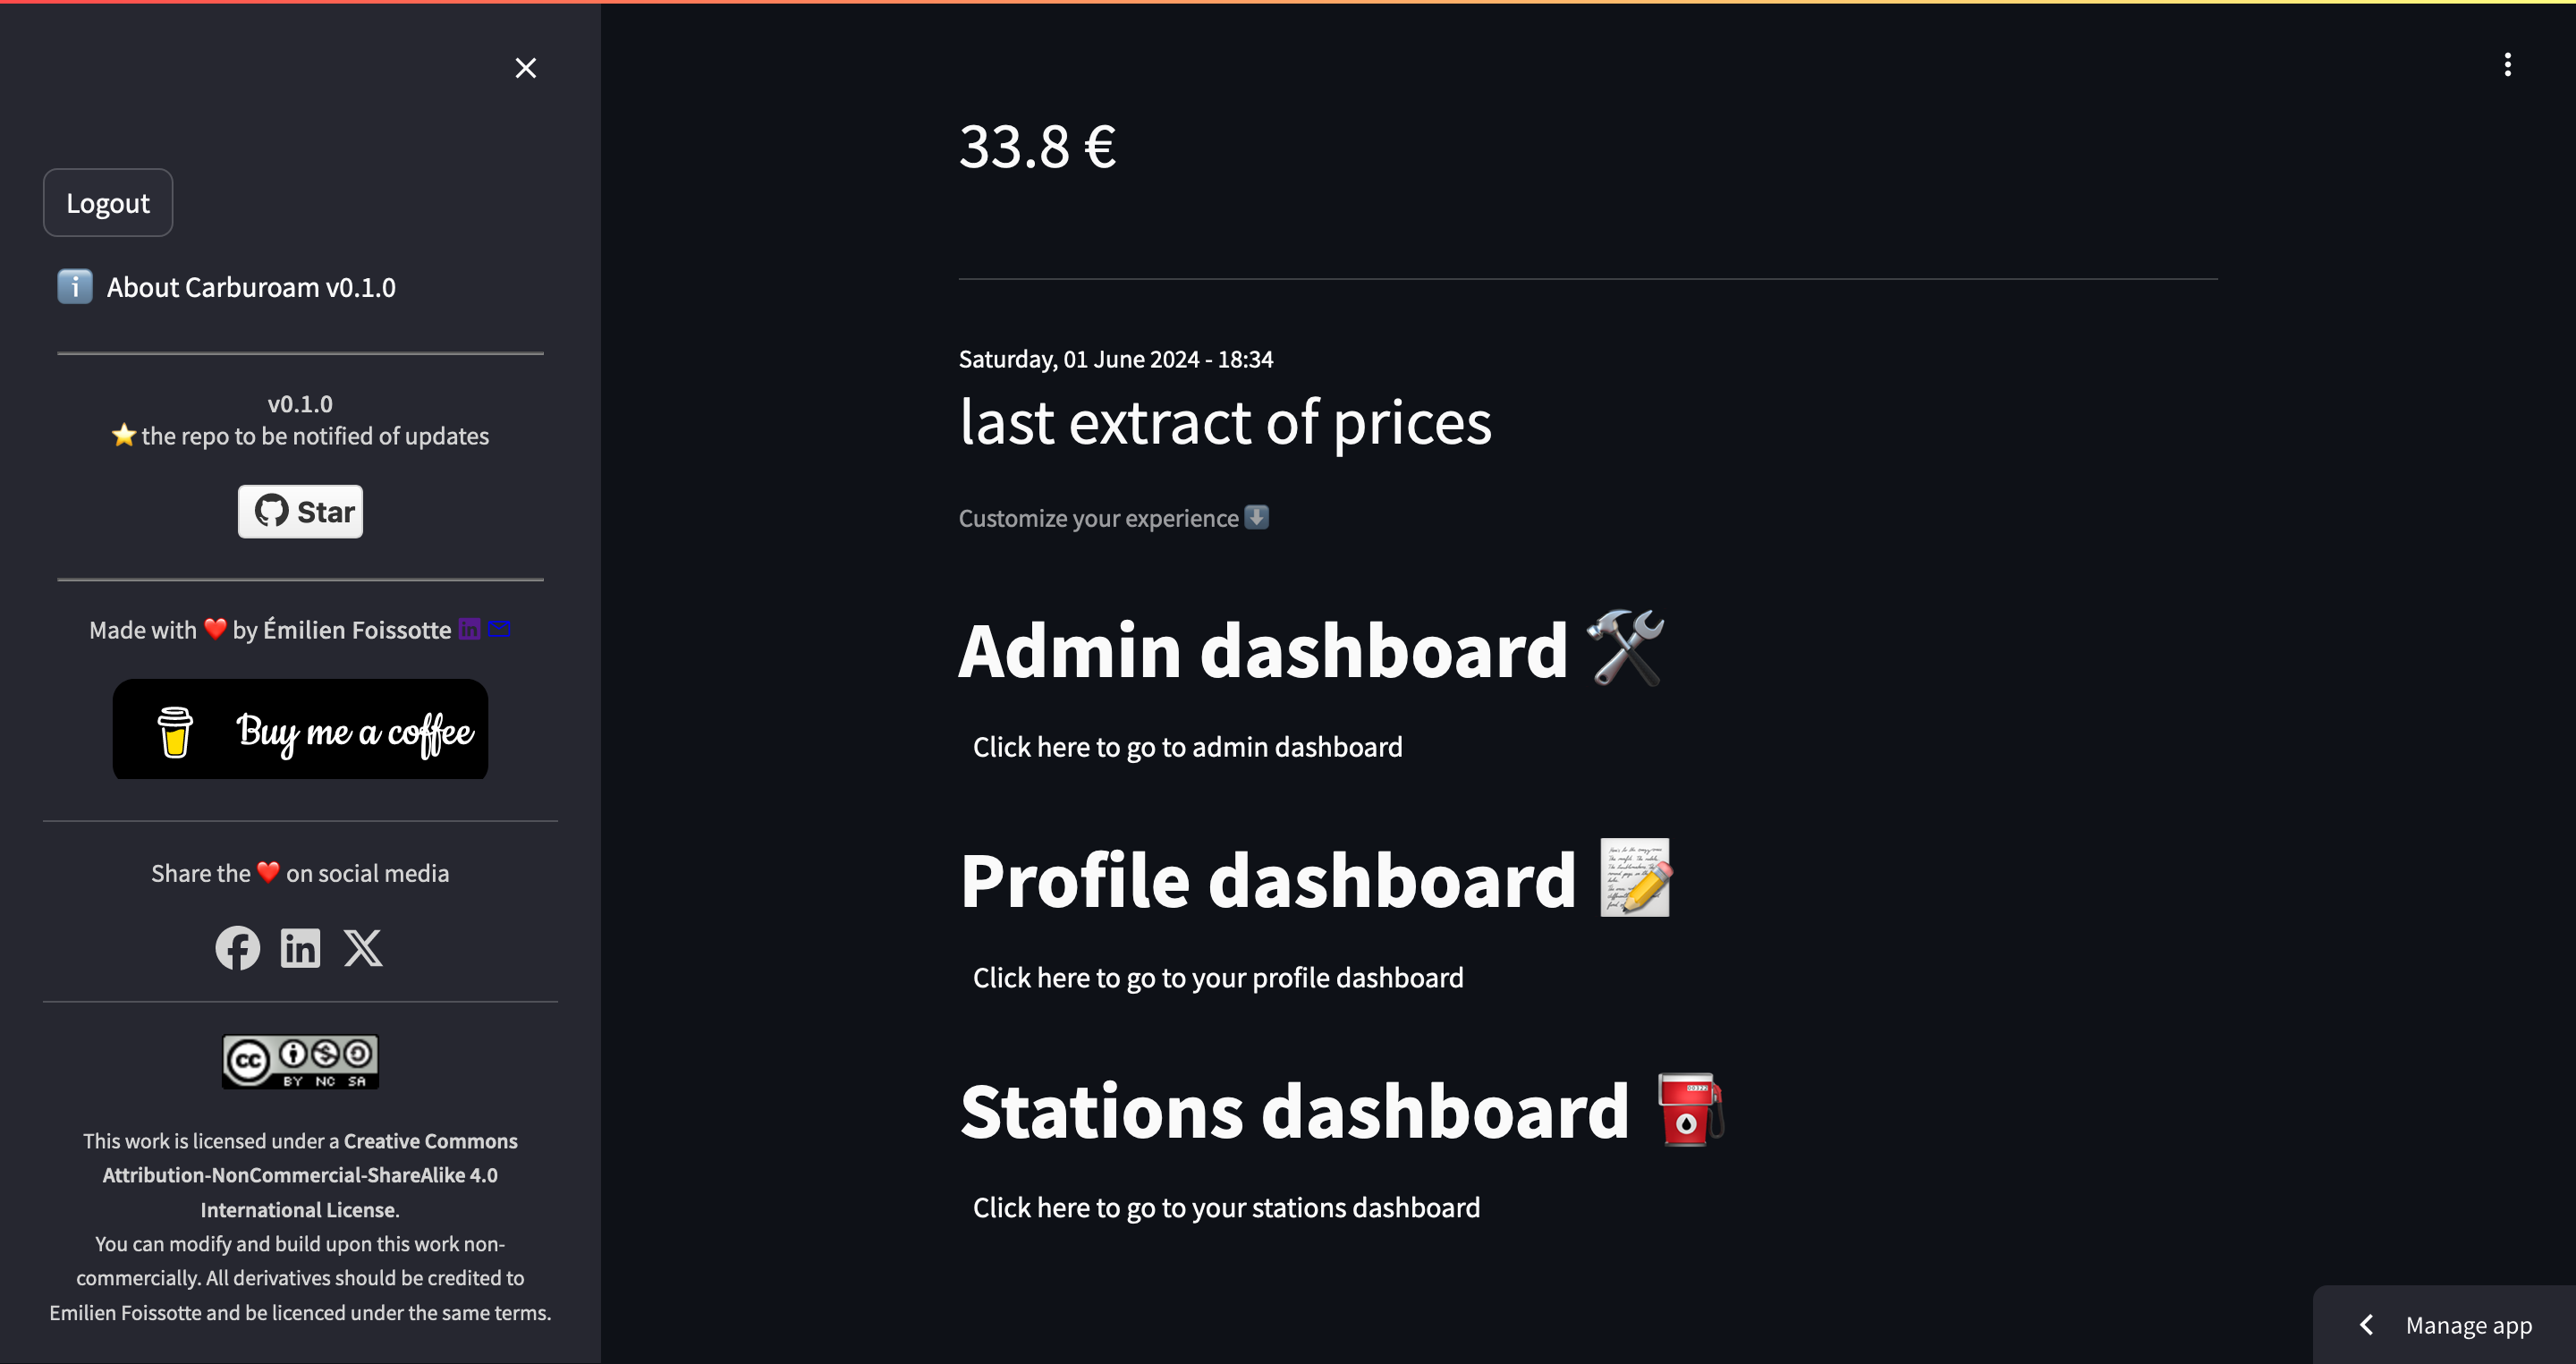 Logout
About Carburoam v0.1.0
v0.1.0
⭐ the repo to be notified of updates
Star
Made with ❤️ by Émilien Foissotte
Buy me a coffee
Share the ❤️ on social media
CC BY NC SA
This work is licensed under a Creative Commons
Attribution-NonCommercial-ShareAlike 4.0
International License.
You can modify and build upon this work non-
commercially. All derivatives should be credited to
Emilien Foissotte and be licenced under the same terms.
33.8 €
Saturday, 01 June 2024 - 18:34
last extract of prices
Customize your experience ⬇️
Admin dashboard 🛠️
Click here to go to admin dashboard
Profile dashboard 📝
Click here to go to your profile dashboard
Stations dashboard ⛽
Click here to go to your stations dashboard
Manage app